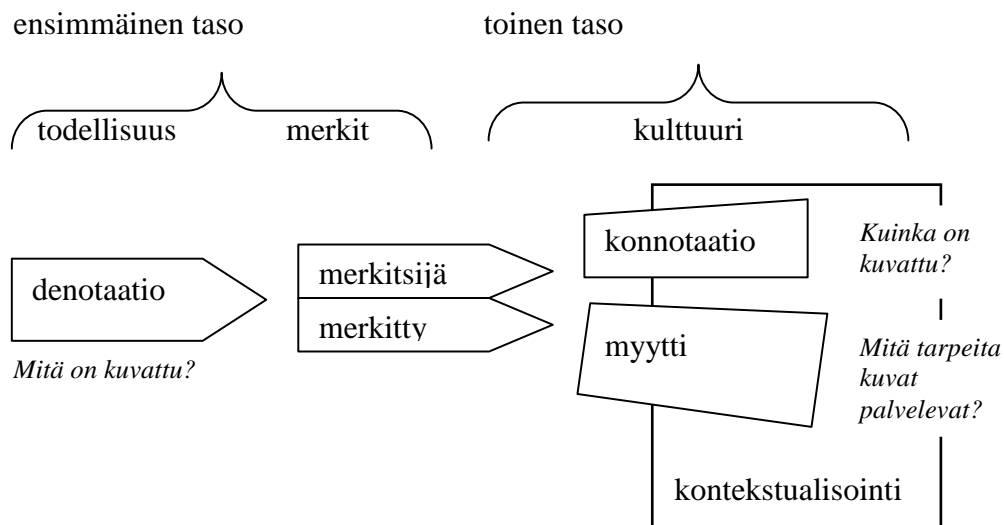 ensimmäinen taso
toinen taso
todellisuus
merkit
kulttuuri
denotaatio
Mitä on kuvattu?
merkitsijä
merkitty
konnotaatio
Kuinka on
kuvattu?
myytti
Mitä tarpeita
kuvat
palvelevat?
kontekstualisointi